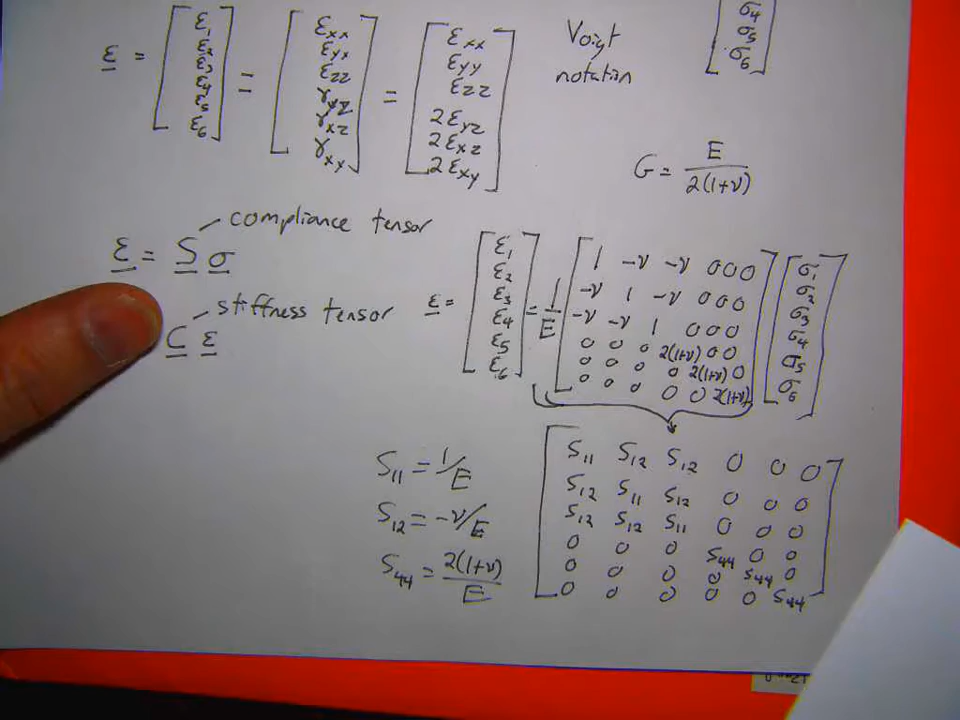 ε = [ε₁ ε₂ ε₃ ε₄ ε₅ ε₆] = [εxx εyx εzz γyz γxz γxx] = [εxx εyy εzz 2εyz 2εxz 2εxy]
Voigt
notation
σ₄
σ₅
σ₆
G = E / 2(1+ν)
compliance tensor
ε = S σ
stiffness tensor
C ε
ε = [ε₁ ε₂ ε₃ ε₄ ε₅ ε₆] = 1/E
1 -ν -ν 0 0 0
-ν 1 -ν 0 0 0
-ν -ν 1 0 0 0
0 0 0 2(1+ν) 0 0
0 0 0 0 2(1+ν) 0
0 0 0 0 0 2(1+ν)
[σ₁ σ₂ σ₃ σ₄ σ₅ σ₆]
S₁₁ = 1/E
S₁₂ = -ν/E
S₄₄ = 2(1+ν)/E
S₁₁ S₁₂ S₁₂ 0 0 0
S₁₂ S₁₁ S₁₂ 0 0 0
S₁₂ S₁₂ S₁₁ 0 0 0
0 0 0 S₄₄ 0 0
0 0 0 0 S₄₄ 0
0 0 0 0 0 S₄₄